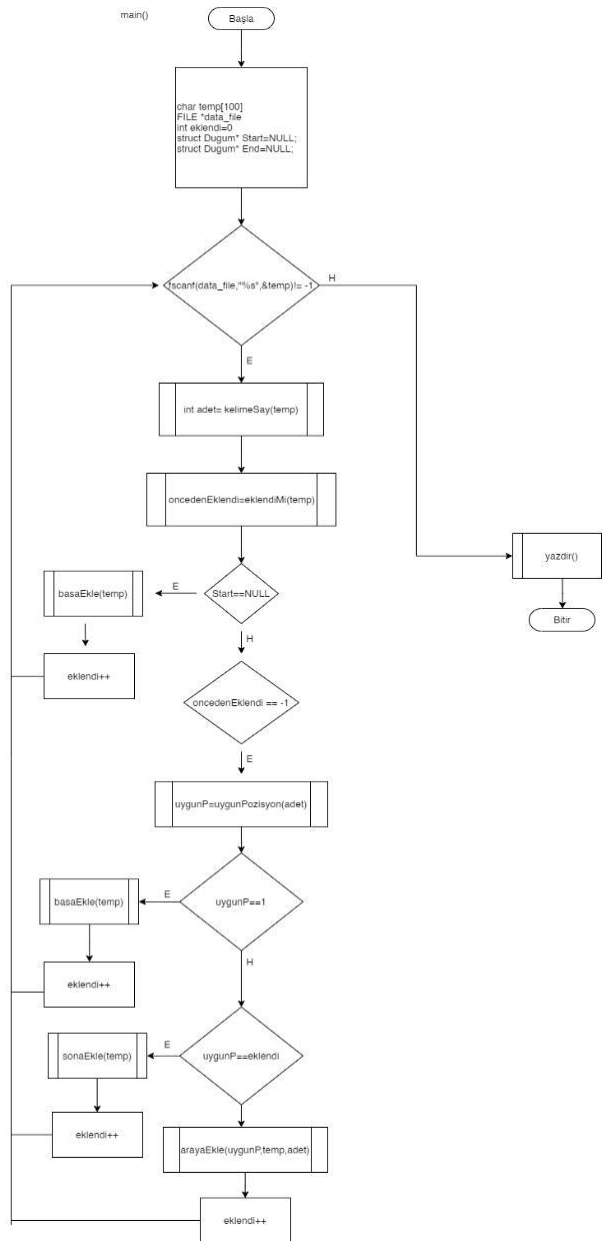 main()
Başla
char temp[100]
FILE *data_file
int eklendi=0
struct Dugum* Start=NULL;
struct Dugum* End=NULL;
fscanf(data_file,"%s",&temp)!= -1
H
E
int adet= kelimeSay(temp)
oncedenEklendi=eklendiMi(temp)
yazdir()
Start==NULL
E
basaEkle(temp)
Bitir
H
eklendi++
oncedenEklendi == -1
E
uygunP=uygunPozisyon(adet)
E
basaEkle(temp)
uygunP==1
H
eklendi++
E
sonaEkle(temp)
uygunP==eklendi
eklendi++
arayaEkle(uygunP,temp,adet)
eklendi++